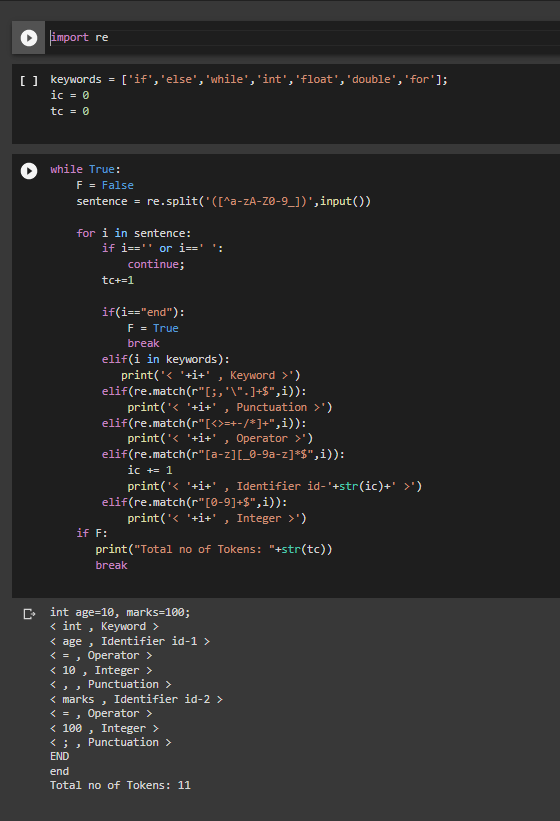 import re
[ ] keywords = ['if','else','while','int','float','double','for'];
ic = 0
tc = 0
while True:
    F = False
    sentence = re.split('([^a-zA-Z0-9_])',input())
    for i in sentence:
        if i=='' or i==' ':
            continue;
        tc+=1
        if(i=="end"):
            F = True
            break
        elif(i in keywords):
           print('< '+i+' , Keyword >')
        elif(re.match(r"[;,'\".]+$",i)):
            print('< '+i+' , Punctuation >')
        elif(re.match(r"[<>=+-/*]+",i)):
            print('< '+i+' , Operator >')
        elif(re.match(r"[a-z][_0-9a-z]*$",i)):
            ic += 1
            print('< '+i+' , Identifier id-'+str(ic)+' >')
        elif(re.match(r"[0-9]+$",i)):
            print('< '+i+' , Integer >')
    if F:
       print("Total no of Tokens: "+str(tc))
       break
int age=10, marks=100;
< int , Keyword >
< age , Identifier id-1 >
< = , Operator >
< 10 , Integer >
< , , Punctuation >
< marks , Identifier id-2 >
< = , Operator >
< 100 , Integer >
< ; , Punctuation >
END
end
Total no of Tokens: 11